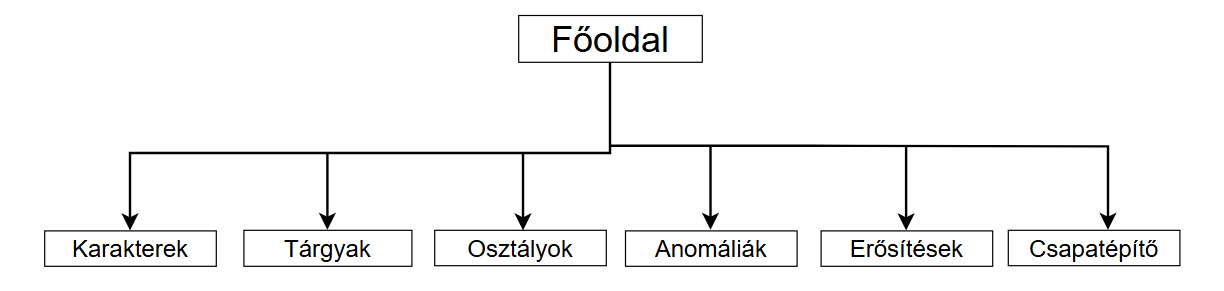 Főoldal
Karakterek
Tárgyak
Osztályok
Anomáliák
Erősítések
Csapatépítő